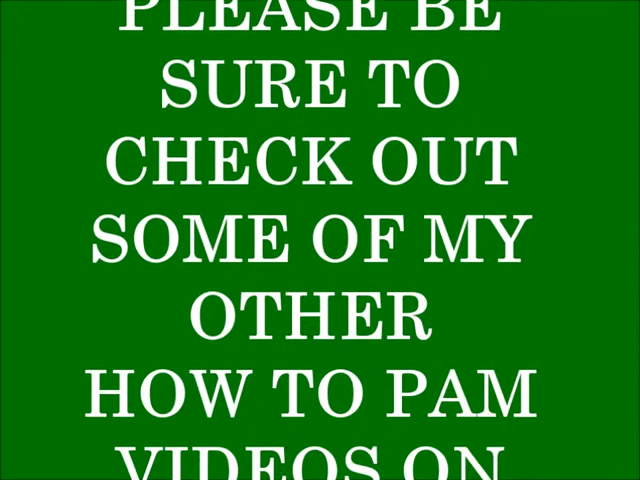 PLEASE BE
SURE TO
CHECK OUT
SOME OF MY
OTHER
HOW TO PAM
VIDEOS ON